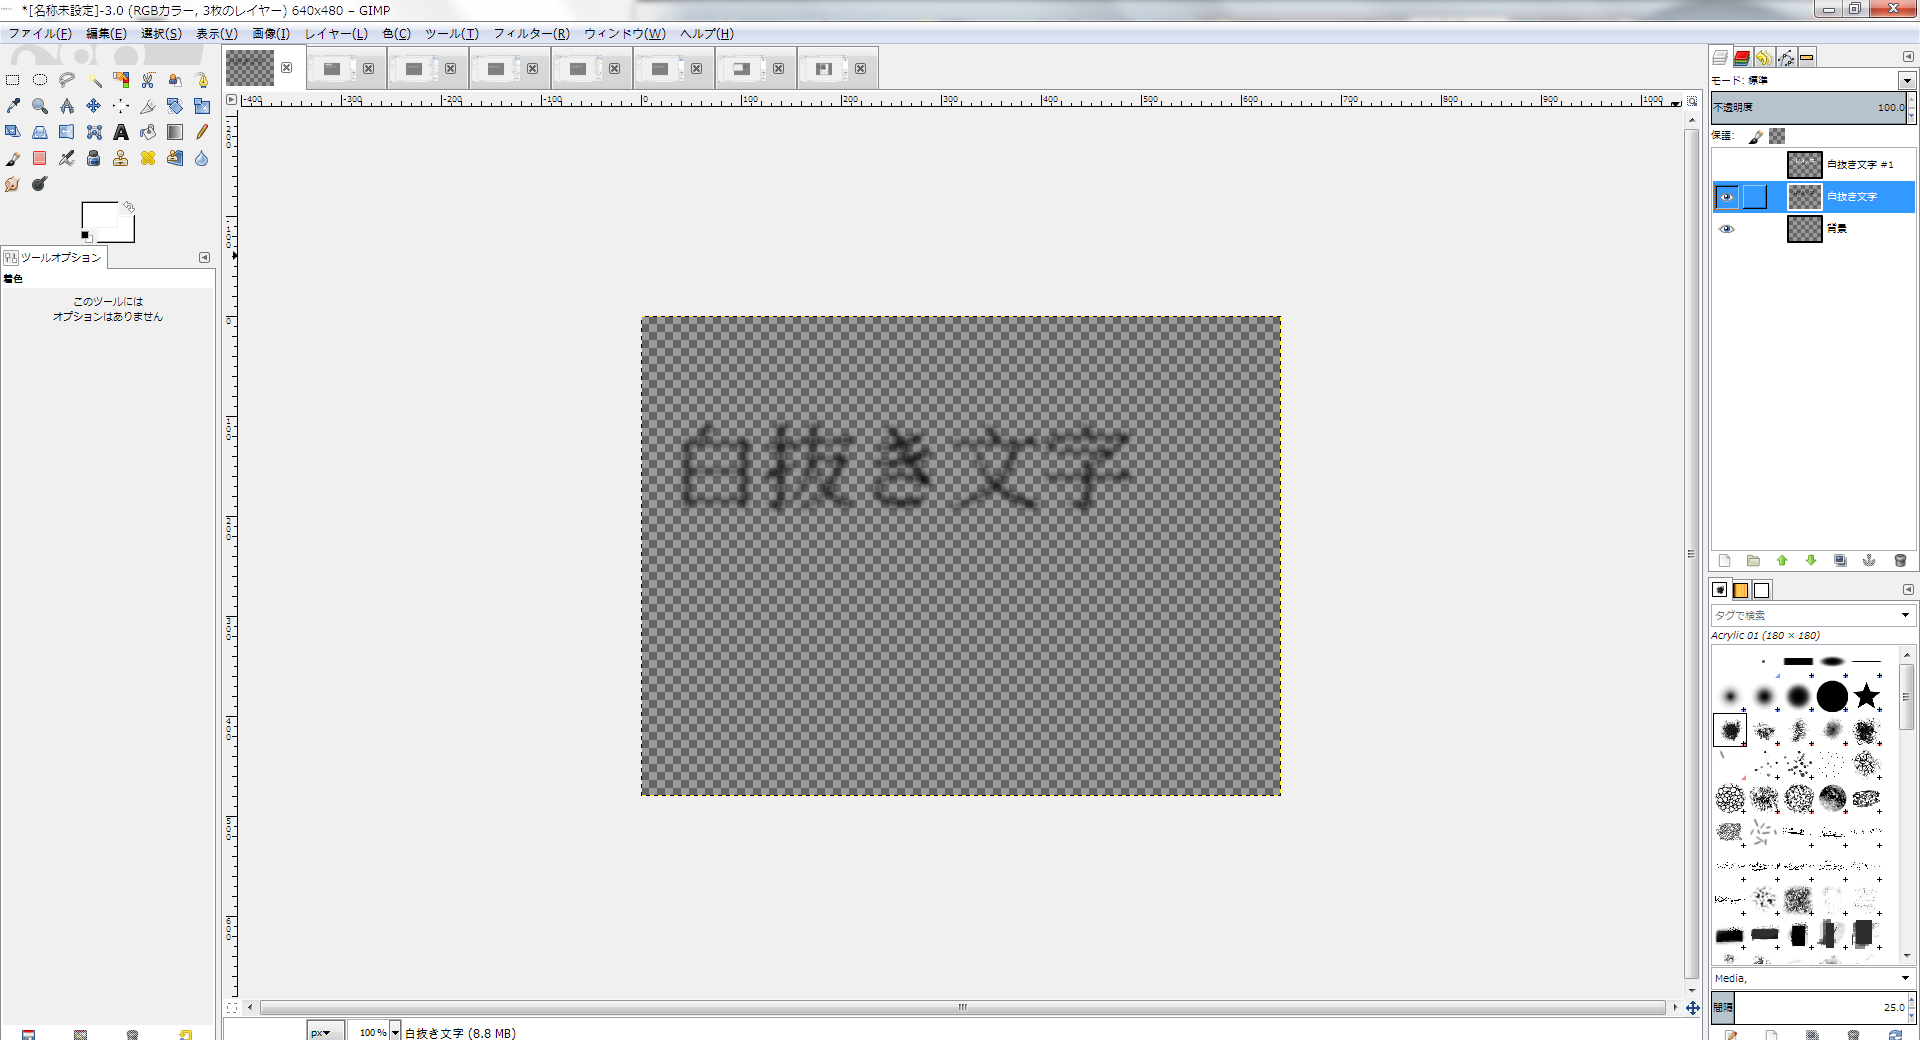 *[名称未設定]-3.0 (RGBカラー, 3枚のレイヤー) 640x480 – GIMP
ファイル(F) 編集(E) 選択(S) 表示(V) 画像(I) レイヤー(L) 色(C) ツール(T) フィルター(R) ウィンドウ(W) ヘルプ(H)
-400 -300 -200 -100 0 100 200 300 400 500 600 700 800 900 1000
ツールオプション
着色
このツールには
オプションはありません
白抜き文字
px 100 % 白抜き文字 (8.8 MB)
モード: 標準
不透明度 100.0
保護:
白抜き文字 #1
白抜き文字
背景
タグで検索
Acrylic 01 (180 × 180)
Media,
間隔 25.0